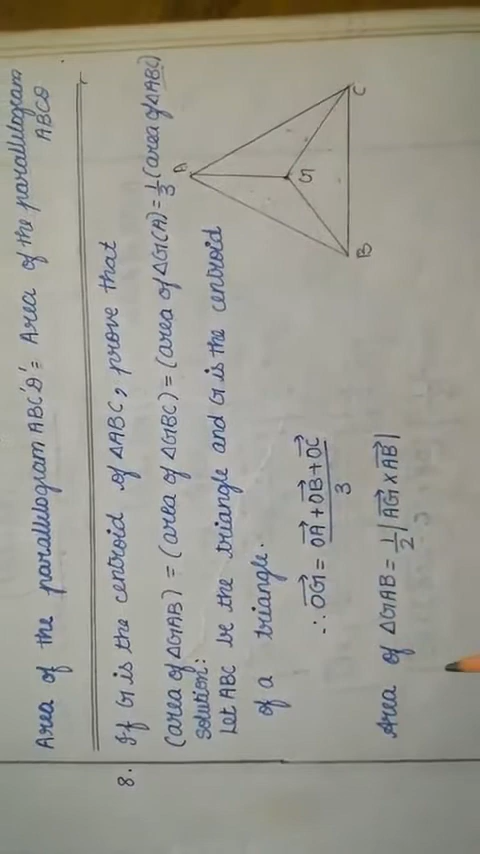 Area of the parallelogram ABC'D' = Area of the parallelogram
ABCD
8. If G is the centroid of ΔABC, prove that
(area of ΔGAB) = (area of ΔGBC) = (area of ΔGCA) = 1/3 (area of ΔABC)
Solution:
Let ABC be the triangle and G is the centroid
of a triangle.
A
G
B
C
∴ OG⃗ = (OA⃗ + OB⃗ + OC⃗)/3
Area of ΔGAB = 1/2 |AG⃗ × AB⃗|